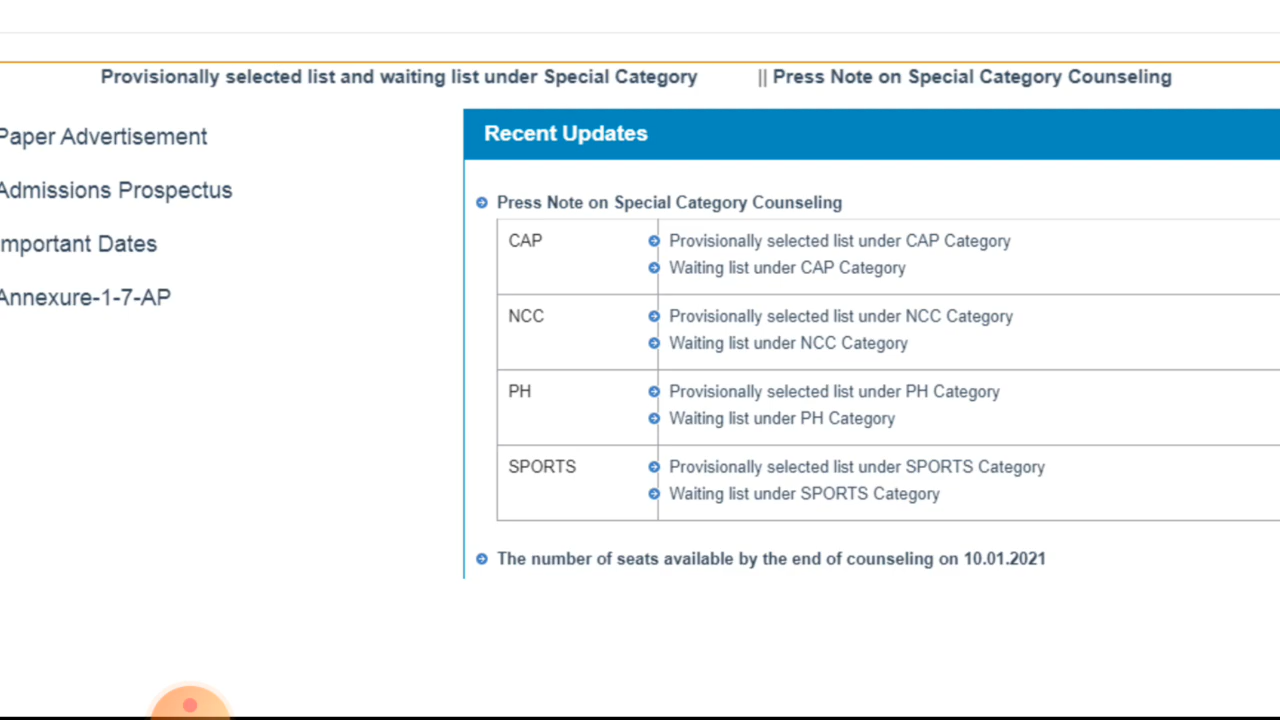 Provisionally selected list and waiting list under Special Category || Press Note on Special Category Counseling
Paper Advertisement
Admissions Prospectus
mportant Dates
Annexure-1-7-AP
Recent Updates
Press Note on Special Category Counseling
CAP
Provisionally selected list under CAP Category
Waiting list under CAP Category
NCC
Provisionally selected list under NCC Category
Waiting list under NCC Category
PH
Provisionally selected list under PH Category
Waiting list under PH Category
SPORTS
Provisionally selected list under SPORTS Category
Waiting list under SPORTS Category
The number of seats available by the end of counseling on 10.01.2021